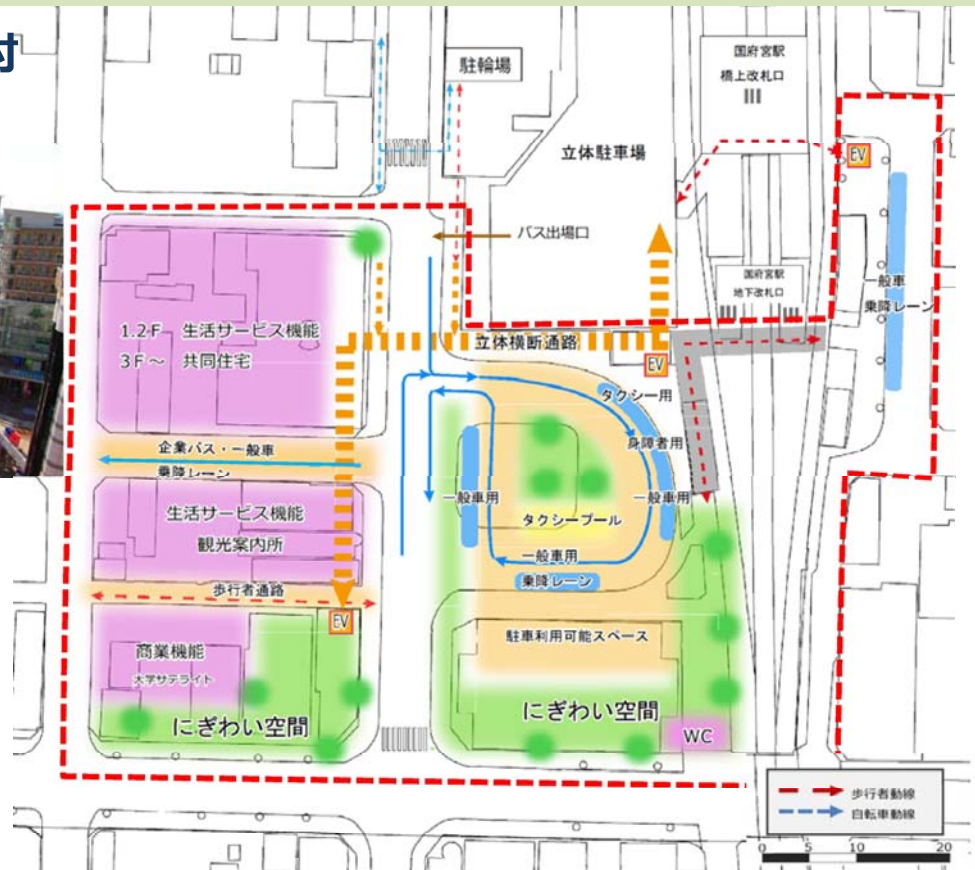 討
駐輪場
国府宮駅
橋上改札口
立体駐車場
EV
バス出場口
国府宮駅
地下改札口
一般車
乗降レーン
1.2F 生活サービス機能
3F～ 共同住宅
立体横断通路
EV
タクシー用
身障者用
企業バス・一般車
乗降レーン
一般車用
一般車用
生活サービス機能
観光案内所
タクシープール
一般車用
乗降レーン
歩行者通路
EV
駐車利用可能スペース
商業機能
大学サテライト
にぎわい空間
にぎわい空間
WC
歩行者動線
自転車動線
0 5 10 20